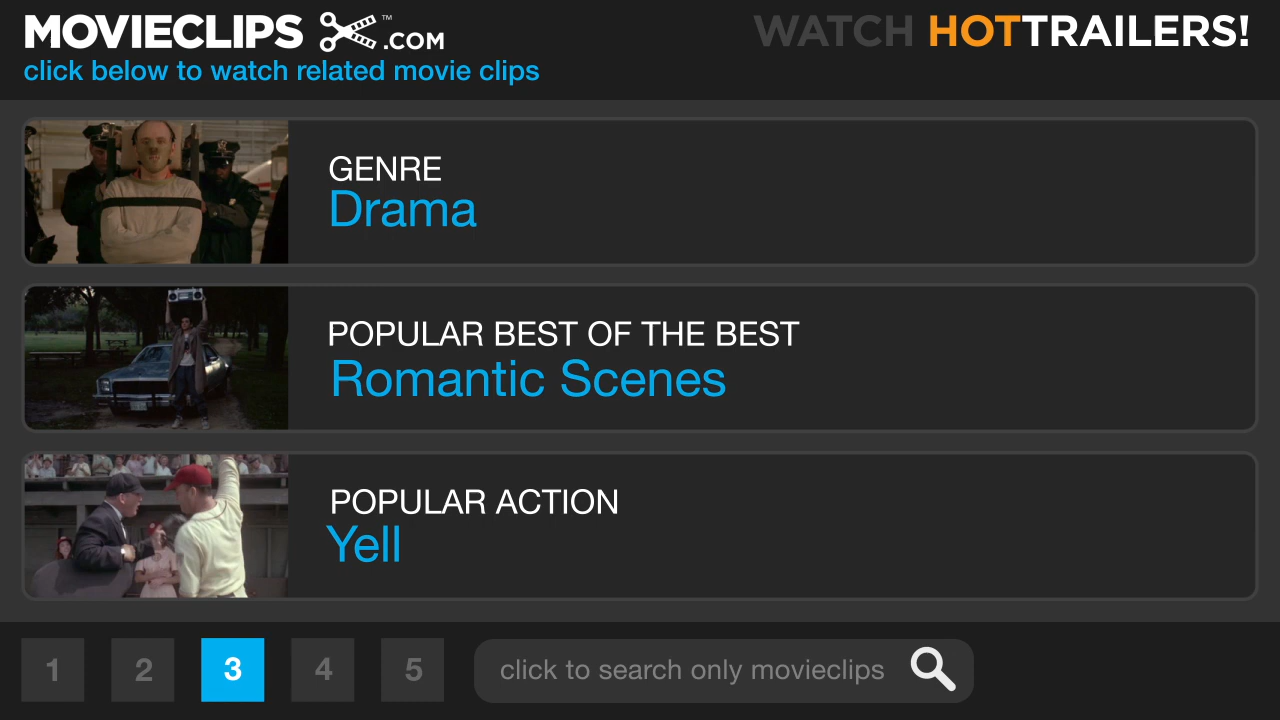 MOVIECLIPS .COM™
WATCH HOTTRAILERS!
click below to watch related movie clips
GENRE
Drama
POPULAR BEST OF THE BEST
Romantic Scenes
POPULAR ACTION
Yell
1 2 3 4 5
click to search only movieclips